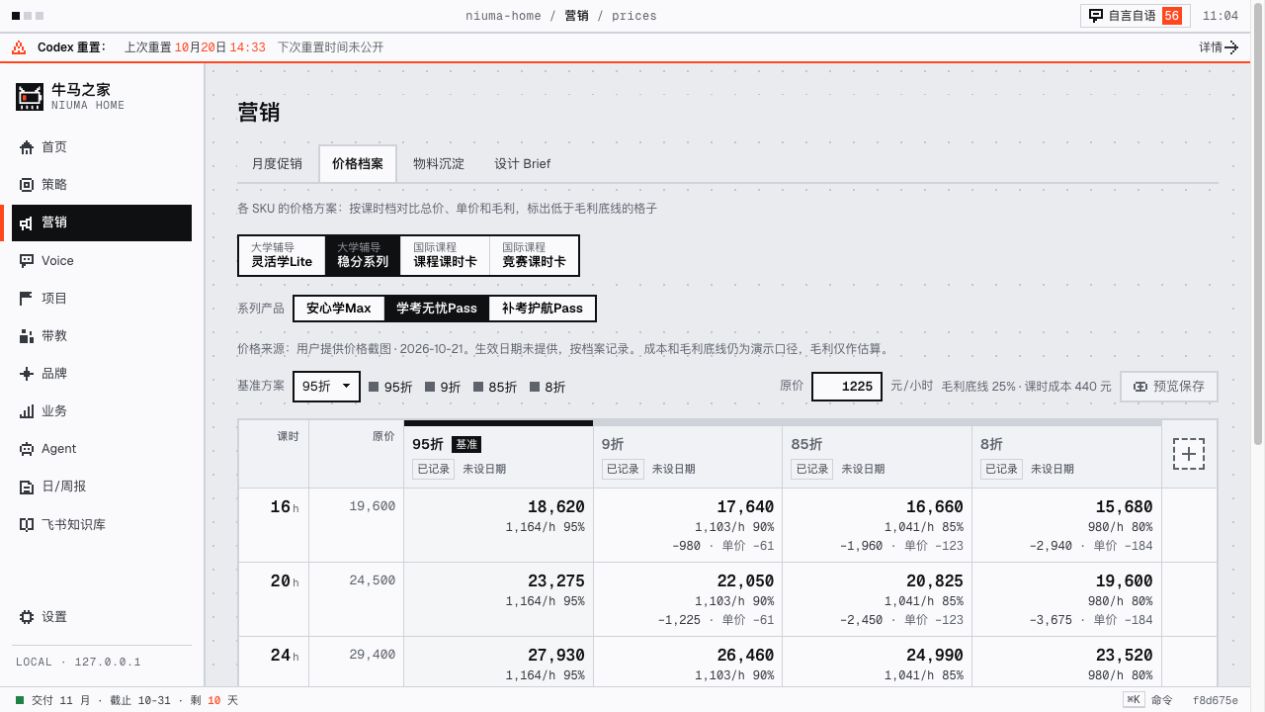 niuma-home / 营销 / prices
自言自语 56 11:04
Codex 重置： 上次重置 10月20日 14:33 下次重置时间未公开 详情→
牛马之家
NIUMA HOME
首页
策略
营销
Voice
项目
带教
品牌
业务
Agent
日/周报
飞书知识库
设置
LOCAL · 127.0.0.1
营销
月度促销 价格档案 物料沉淀 设计 Brief
各 SKU 的价格方案：按课时档对比总价、单价和毛利，标出低于毛利底线的格子
大学辅导 大学辅导 国际课程 国际课程
灵活学Lite 稳分系列 课程课时卡 竞赛课时卡
系列产品 安心学Max 学考无忧Pass 补考护航Pass
价格来源：用户提供价格截图 · 2026-10-21。生效日期未提供，按档案记录。 成本和毛利底线仍为演示口径，毛利仅作估算。
基准方案 95折 95折 9折 85折 8折 原价 1225 元/小时 毛利底线 25% · 课时成本 440 元 预览保存
课时 原价 95折 基准 9折 85折 8折
已记录 未设日期 已记录 未设日期 已记录 未设日期 已记录 未设日期
16 h 19,600 18,620 17,640 16,660 15,680
1,164/h 95% 1,103/h 90% 1,041/h 85% 980/h 80%
−980 · 单价 −61 −1,960 · 单价 −123 −2,940 · 单价 −184
20 h 24,500 23,275 22,050 20,825 19,600
1,164/h 95% 1,103/h 90% 1,041/h 85% 980/h 80%
−1,225 · 单价 −61 −2,450 · 单价 −123 −3,675 · 单价 −184
24 h 29,400 27,930 26,460 24,990 23,520
1,164/h 95% 1,103/h 90% 1,041/h 85% 980/h 80%
交付 11 月 · 截止 10-31 · 剩 10 天 ⌘K 命令 f8d675e